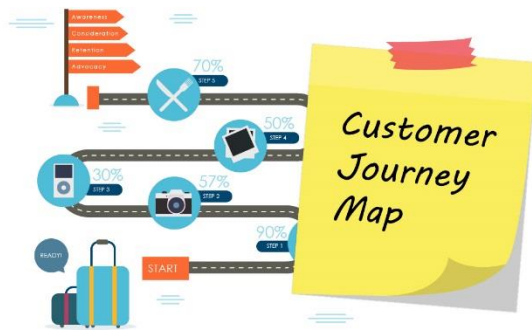 Awareness
Consideration
Retention
Advocacy
70%
STEP 5
50%
STEP 4
30%
STEP 3
57%
STEP 2
90%
STEP 1
READY!
START
Customer
Journey
Map